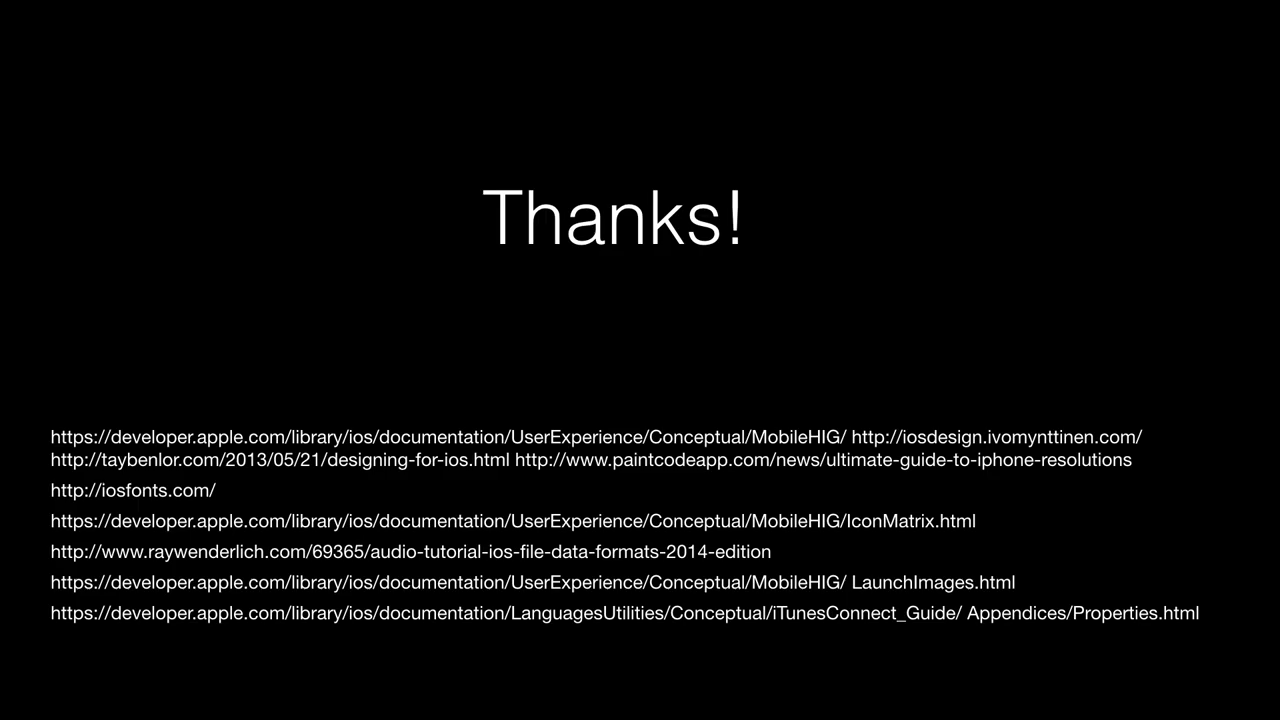 Thanks!
https://developer.apple.com/library/ios/documentation/UserExperience/Conceptual/MobileHIG/ http://iosdesign.ivomynttinen.com/
http://taybenlor.com/2013/05/21/designing-for-ios.html http://www.paintcodeapp.com/news/ultimate-guide-to-iphone-resolutions
http://iosfonts.com/
https://developer.apple.com/library/ios/documentation/UserExperience/Conceptual/MobileHIG/IconMatrix.html
http://www.raywenderlich.com/69365/audio-tutorial-ios-file-data-formats-2014-edition
https://developer.apple.com/library/ios/documentation/UserExperience/Conceptual/MobileHIG/ LaunchImages.html
https://developer.apple.com/library/ios/documentation/LanguagesUtilities/Conceptual/iTunesConnect_Guide/ Appendices/Properties.html